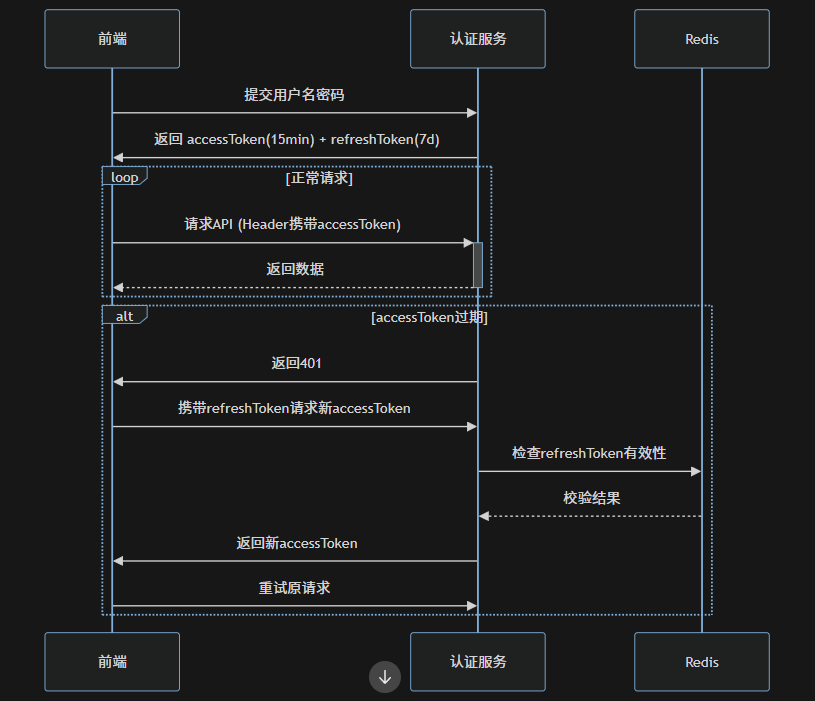 前端
认证服务
Redis
提交用户名密码
返回 accessToken(15min) + refreshToken(7d)
loop
[正常请求]
请求API (Header携带accessToken)
返回数据
alt
[accessToken过期]
返回401
携带refreshToken请求新accessToken
检查refreshToken有效性
校验结果
返回新accessToken
重试原请求
前端
认证服务
Redis